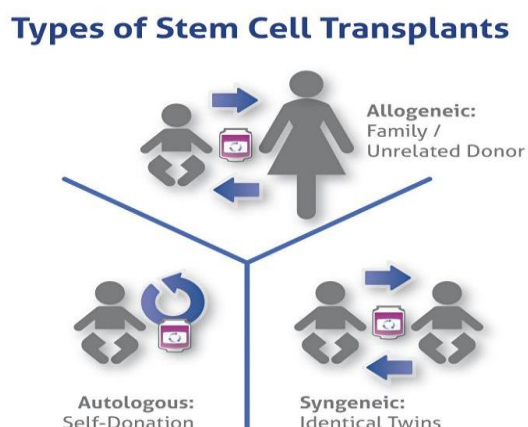 Types of Stem Cell Transplants
Allogeneic:
Family /
Unrelated Donor
Autologous:
Self-Donation
Syngeneic:
Identical Twins